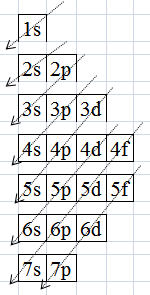 1s
2s 2p
3s 3p 3d
4s 4p 4d 4f
5s 5p 5d 5f
6s 6p 6d
7s 7p